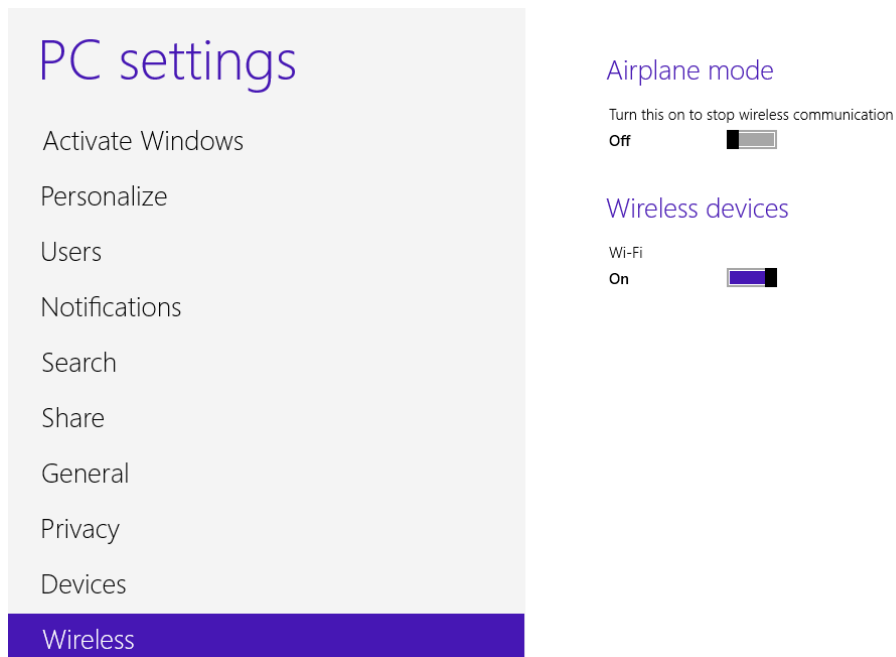 PC settings
Activate Windows
Personalize
Users
Notifications
Search
Share
General
Privacy
Devices
Wireless
Airplane mode
Turn this on to stop wireless communication
Off
Wireless devices
Wi-Fi
On